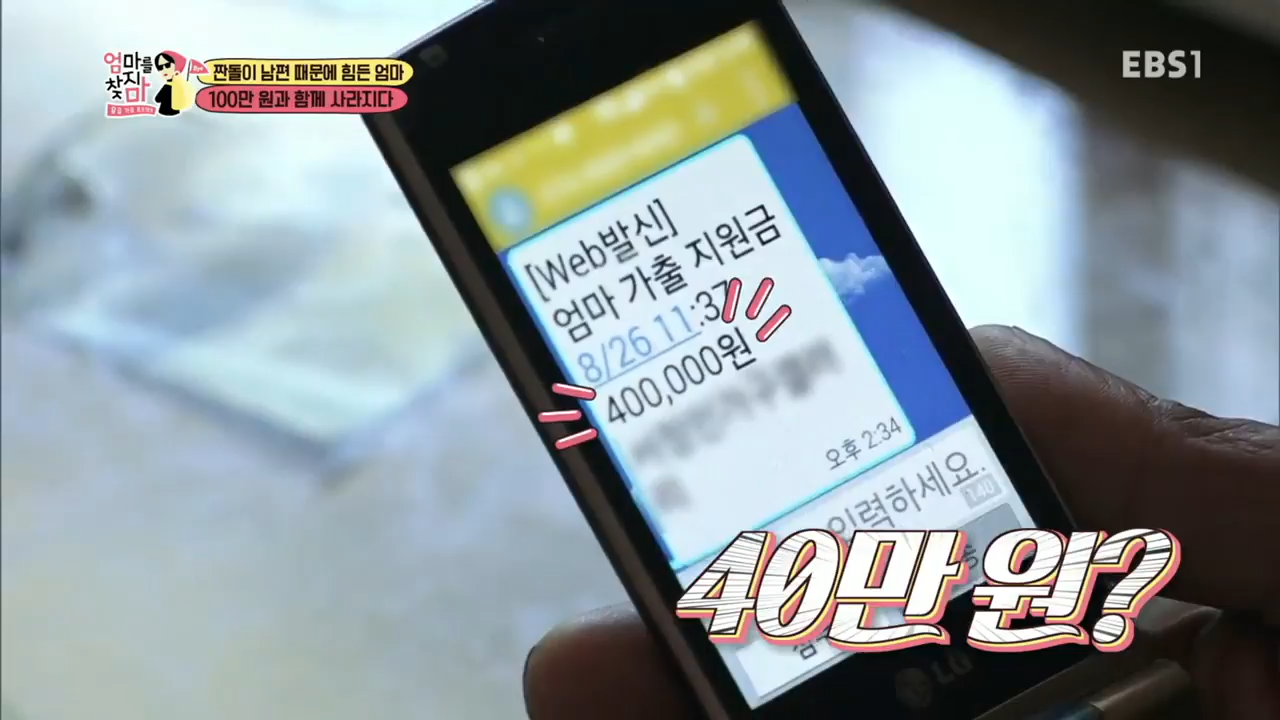 엄마를
찾지마
짠돌이 남편 때문에 힘든 엄마
100만 원과 함께 사라지다
EBS1
[Web발신]
엄마 가출 지원금
8/26 11:37
400,000원
오후 2:34
입력하세요.
140
40만 원?
LG